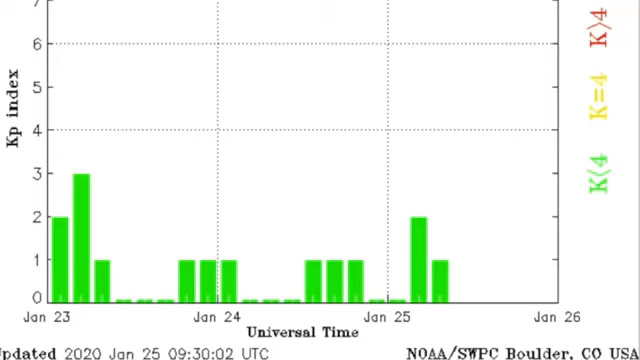 7
6
5
4
3
2
1
0
Kp index
Jan 23 Jan 24 Jan 25 Jan 26
Universal Time
K<4 K=4 K>4
Updated 2020 Jan 25 09:30:02 UTC NOAA/SWPC Boulder, CO USA